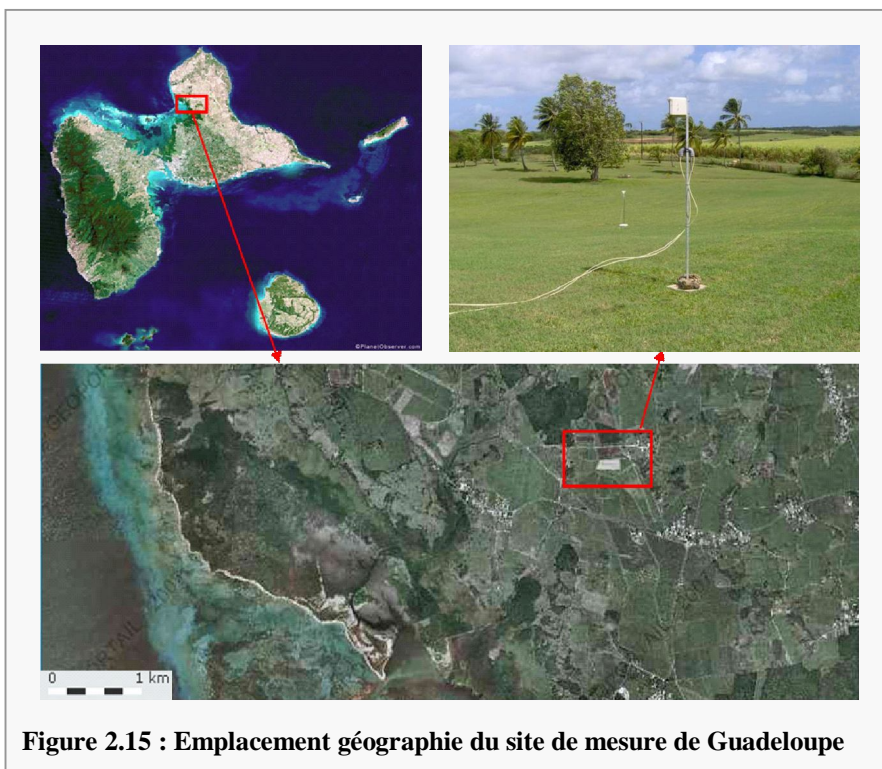 ©PlanetObserver.com
0 1 km
Figure 2.15 : Emplacement géographie du site de mesure de Guadeloupe